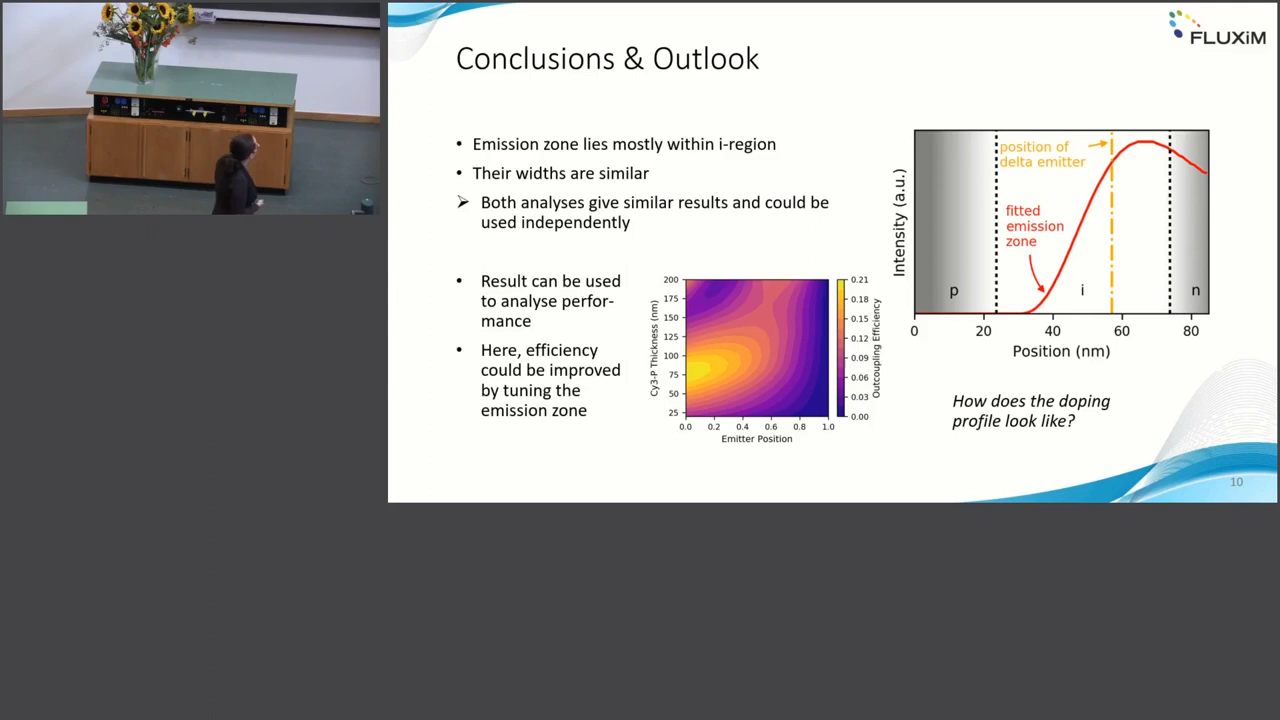 FLUXiM
Conclusions & Outlook
• Emission zone lies mostly within i-region
• Their widths are similar
➢ Both analyses give similar results and could be
used independently
• Result can be used
to analyse perfor-
mance
• Here, efficiency
could be improved
by tuning the
emission zone
200
175
150
125
100
75
50
25
Cy3-P Thickness (nm)
0.0 0.2 0.4 0.6 0.8 1.0
Emitter Position
0.21
0.18
0.15
0.12
0.09
0.06
0.03
0.00
Outcoupling Efficiency
Intensity (a.u.)
position of
delta emitter
fitted
emission
zone
p i n
0 20 40 60 80
Position (nm)
How does the doping
profile look like?
10